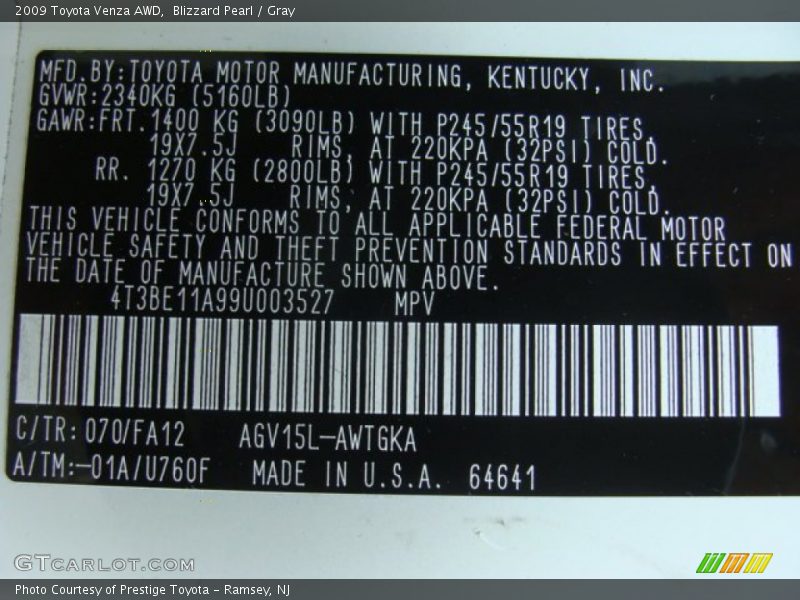 2009 Toyota Venza AWD,  Blizzard Pearl / Gray
MFD.BY:TOYOTA MOTOR MANUFACTURING, KENTUCKY, INC.
GVWR:2340KG (5160LB)
GAWR:FRT.1400 KG (3090LB) WITH P245/55R19 TIRES,
19X7.5J RIMS, AT 220KPA (32PSI) COLD.
RR. 1270 KG (2800LB) WITH P245/55R19 TIRES,
19X7.5J RIMS, AT 220KPA (32PSI) COLD.
THIS VEHICLE CONFORMS TO ALL APPLICABLE FEDERAL MOTOR
VEHICLE SAFETY AND THEFT PREVENTION STANDARDS IN EFFECT ON
THE DATE OF MANUFACTURE SHOWN ABOVE.
4T3BE11A99U003527 MPV
C/TR:070/FA12 AGV15L-AWTGKA
A/TM:-01A/U760F MADE IN U.S.A. 64641
GTCARLOT.COM
Photo Courtesy of Prestige Toyota - Ramsey, NJ